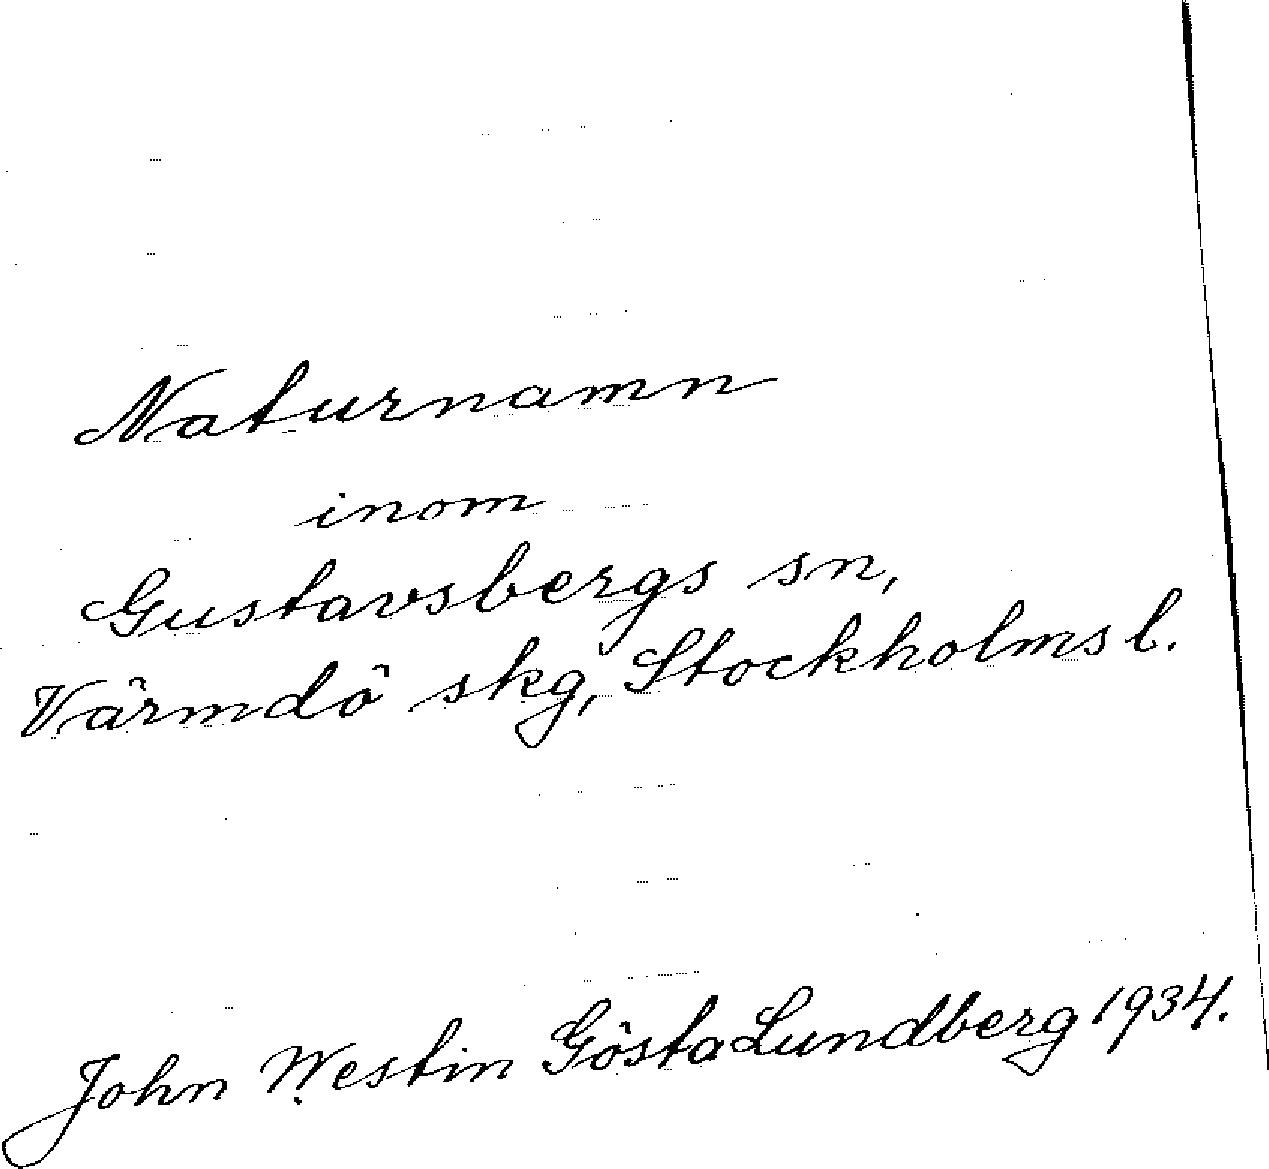 Naturnamn
inom
Gustavsbergs sn,
Värmdö skg, Stockholms l.
John Westin Gösta Lundberg 1934.